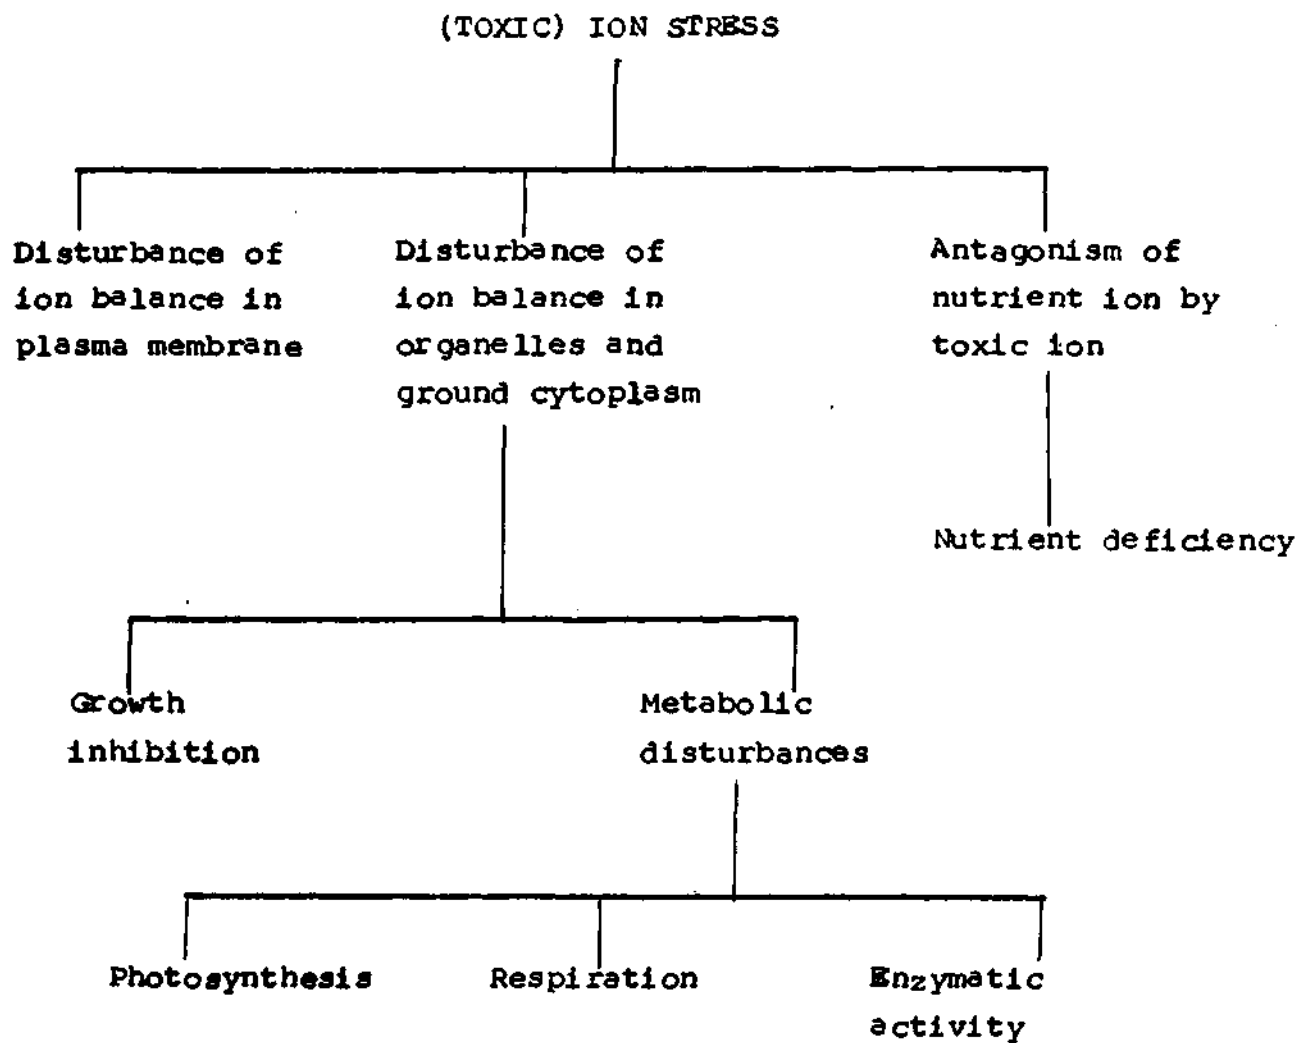 (TOXIC) ION STRESS
Disturbance of
ion balance in
plasma membrane
Disturbance of
ion balance in
organelles and
ground cytoplasm
Antagonism of
nutrient ion by
toxic ion
Nutrient deficiency
Growth
inhibition
Metabolic
disturbances
Photosynthesis
Respiration
Enzymatic
activity